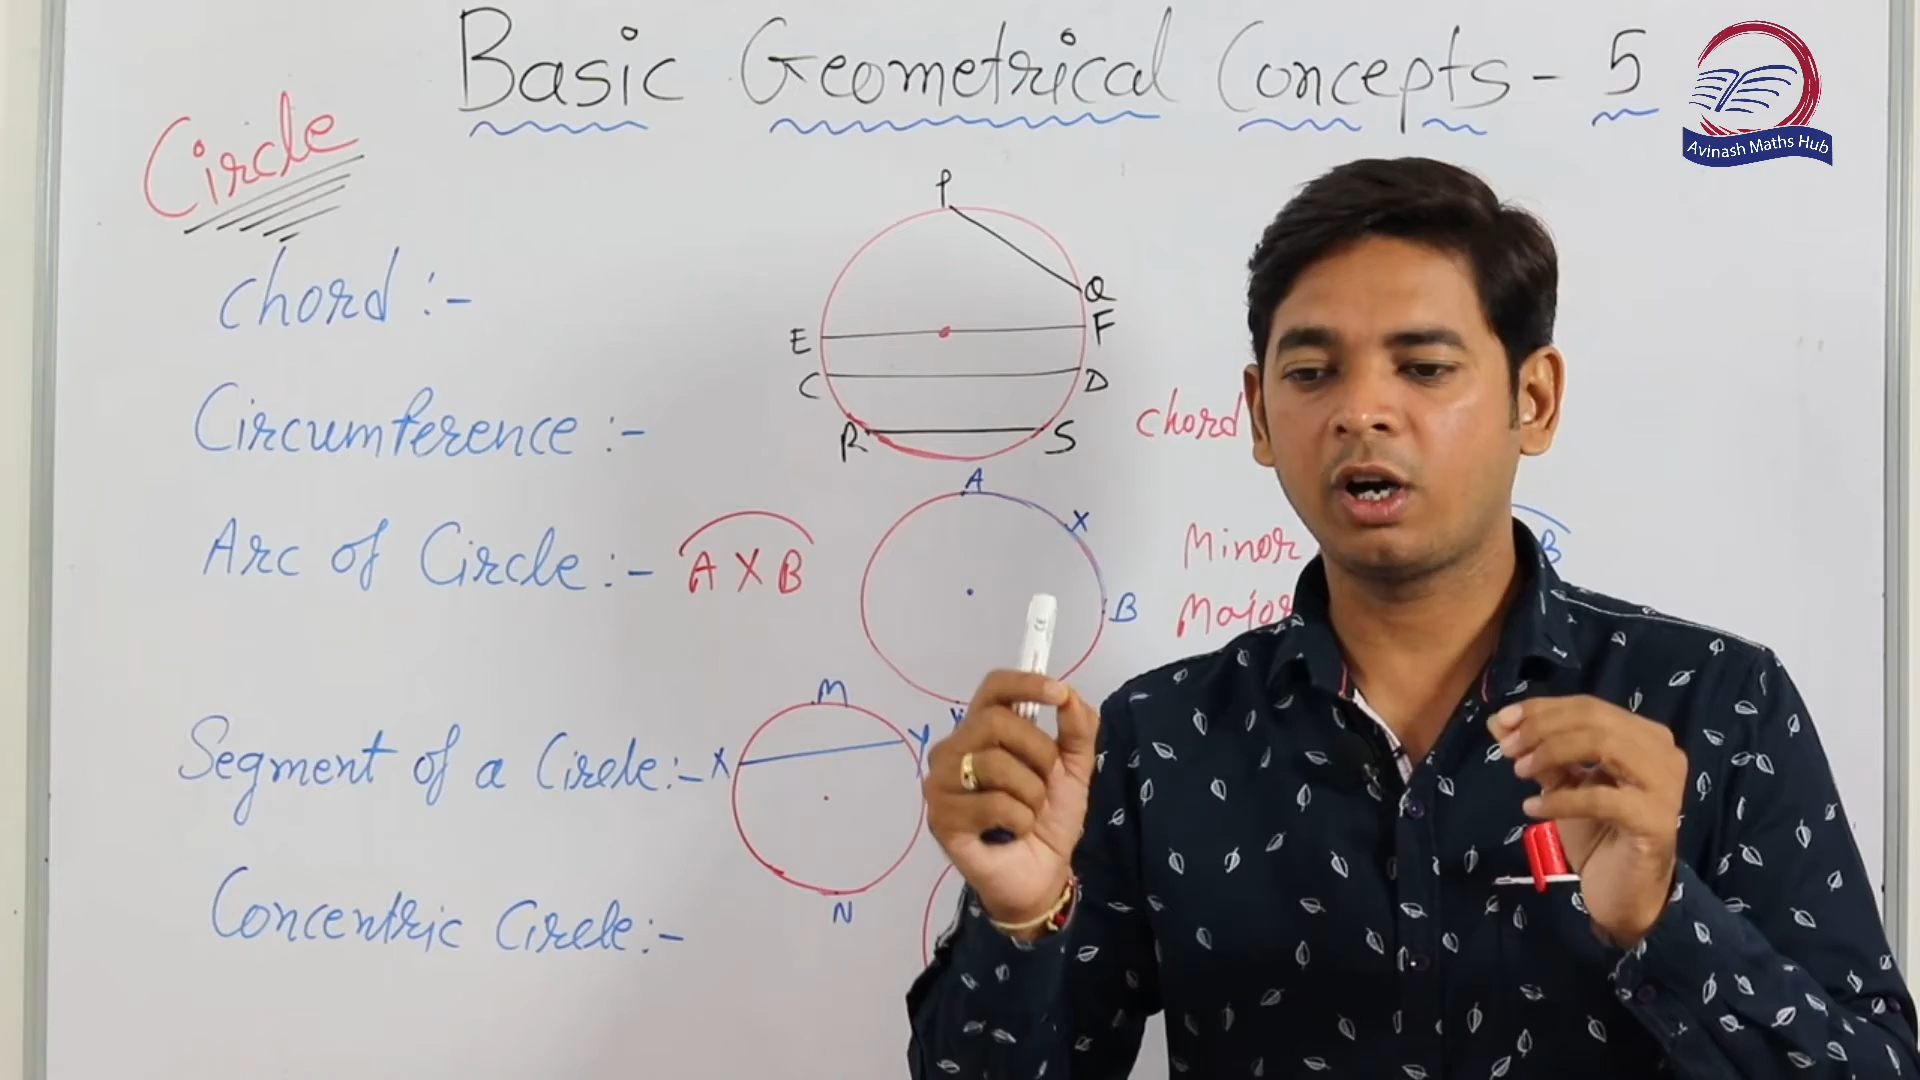 Basic Geometrical Concepts - 5
Avinash Maths Hub
Circle
P
Chord :-
Q
E
F
C
D
Circumference :-
chord
R
S
A
X
Arc of Circle :- AXB
Minor
B
B
Major
M
Segment of a Circle :- X
Y
N
Concentric Circle :-